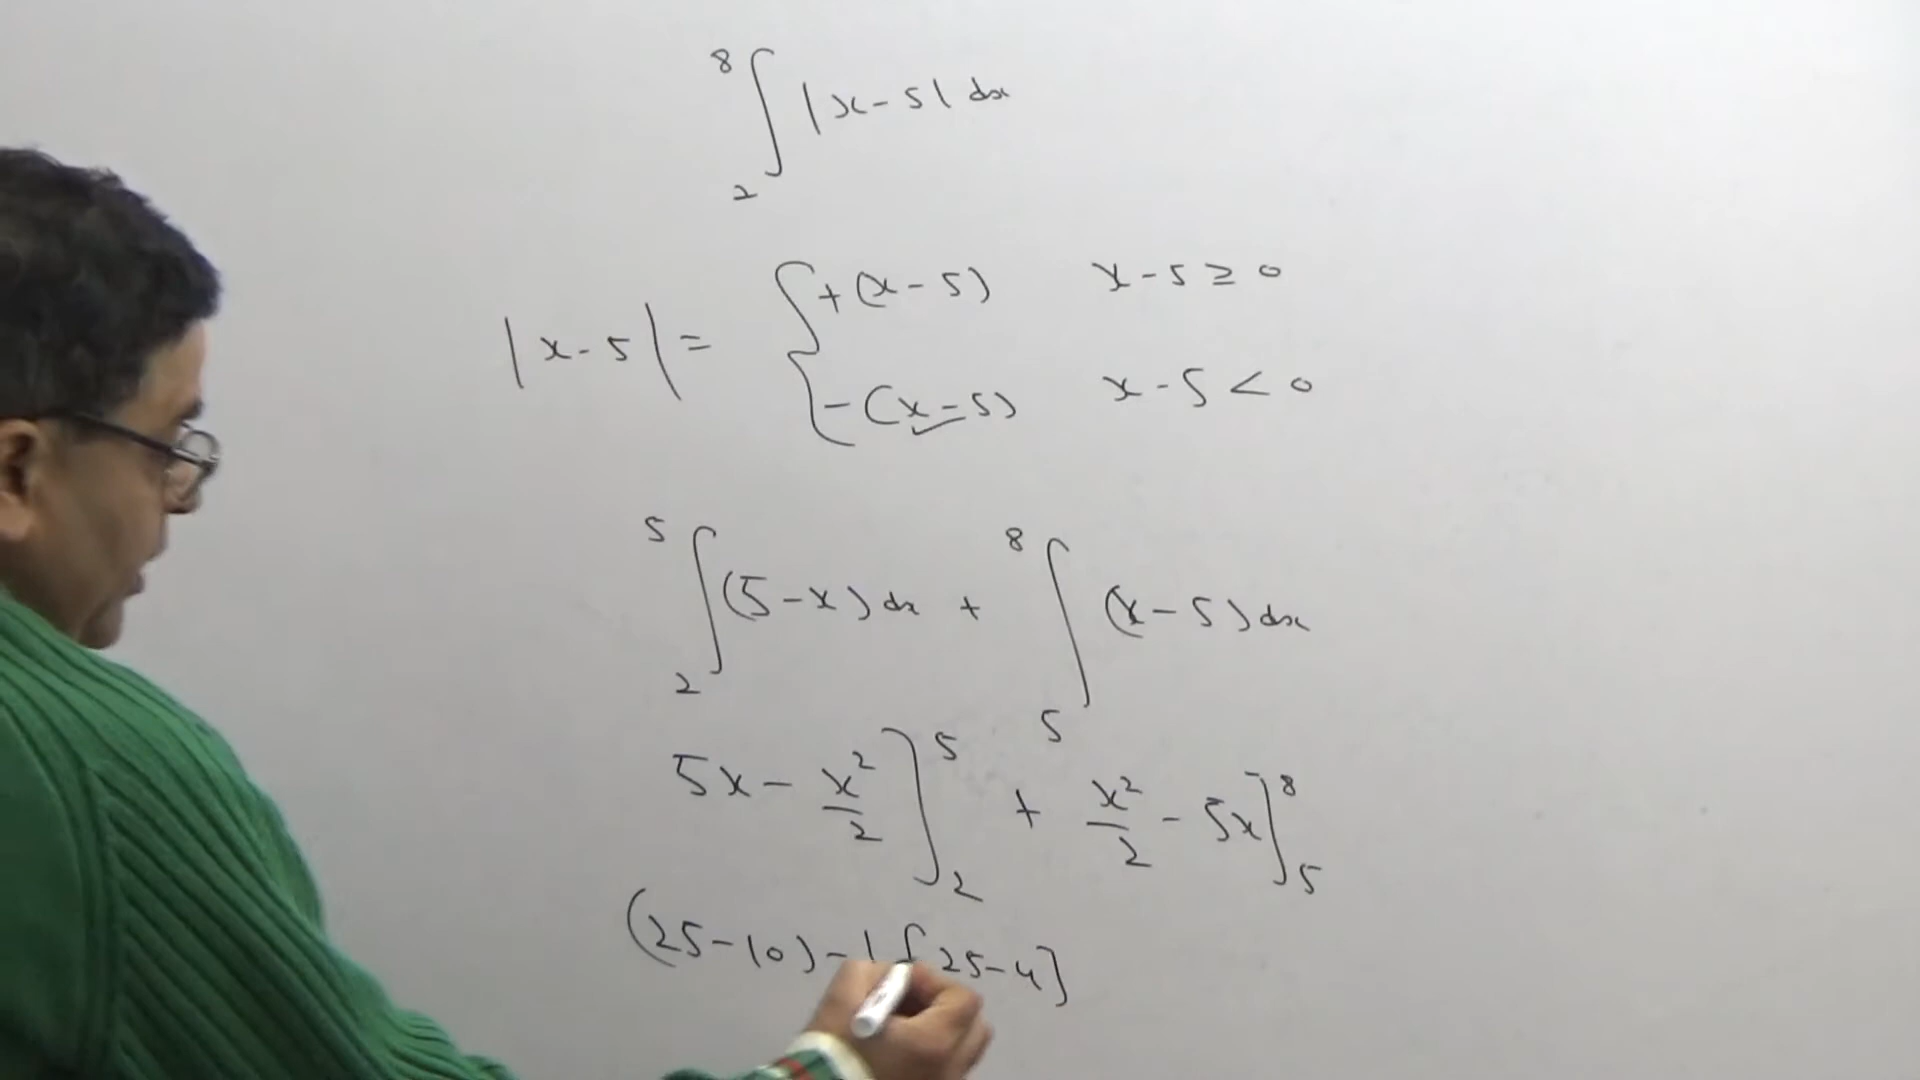 8 ∫ 2 |x-5| dx
|x-5| = { +(x-5) x-5 ≥ 0
-(x-5) x-5 < 0
5 ∫ 2 (5-x) dx + 8 ∫ 5 (x-5) dx
5x - x²/2 ] 5 2 + x²/2 - 5x ] 8 5
(25-10) - 1 [ 25-4 ]